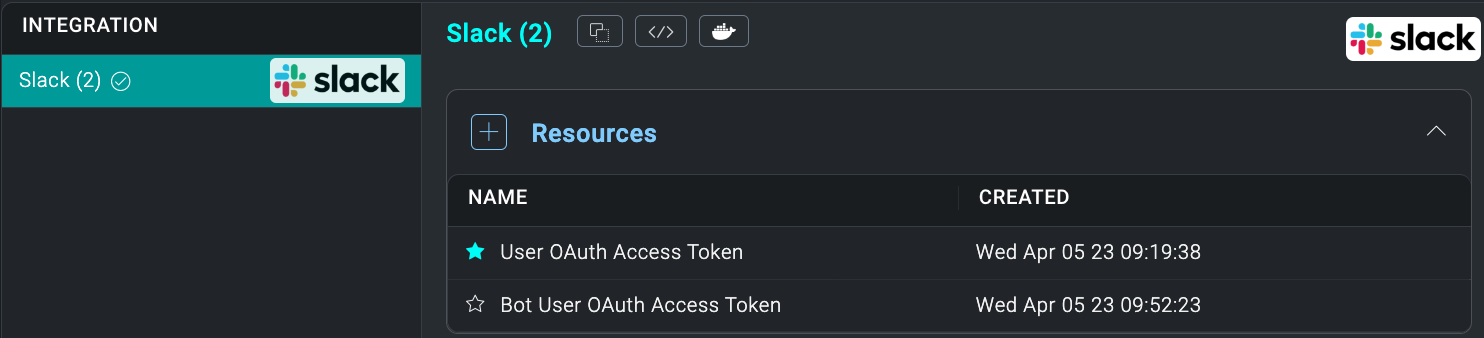 INTEGRATION
Slack (2)
slack
Slack (2)
</>
slack
Resources
NAME
CREATED
User OAuth Access Token
Wed Apr 05 23 09:19:38
Bot User OAuth Access Token
Wed Apr 05 23 09:52:23